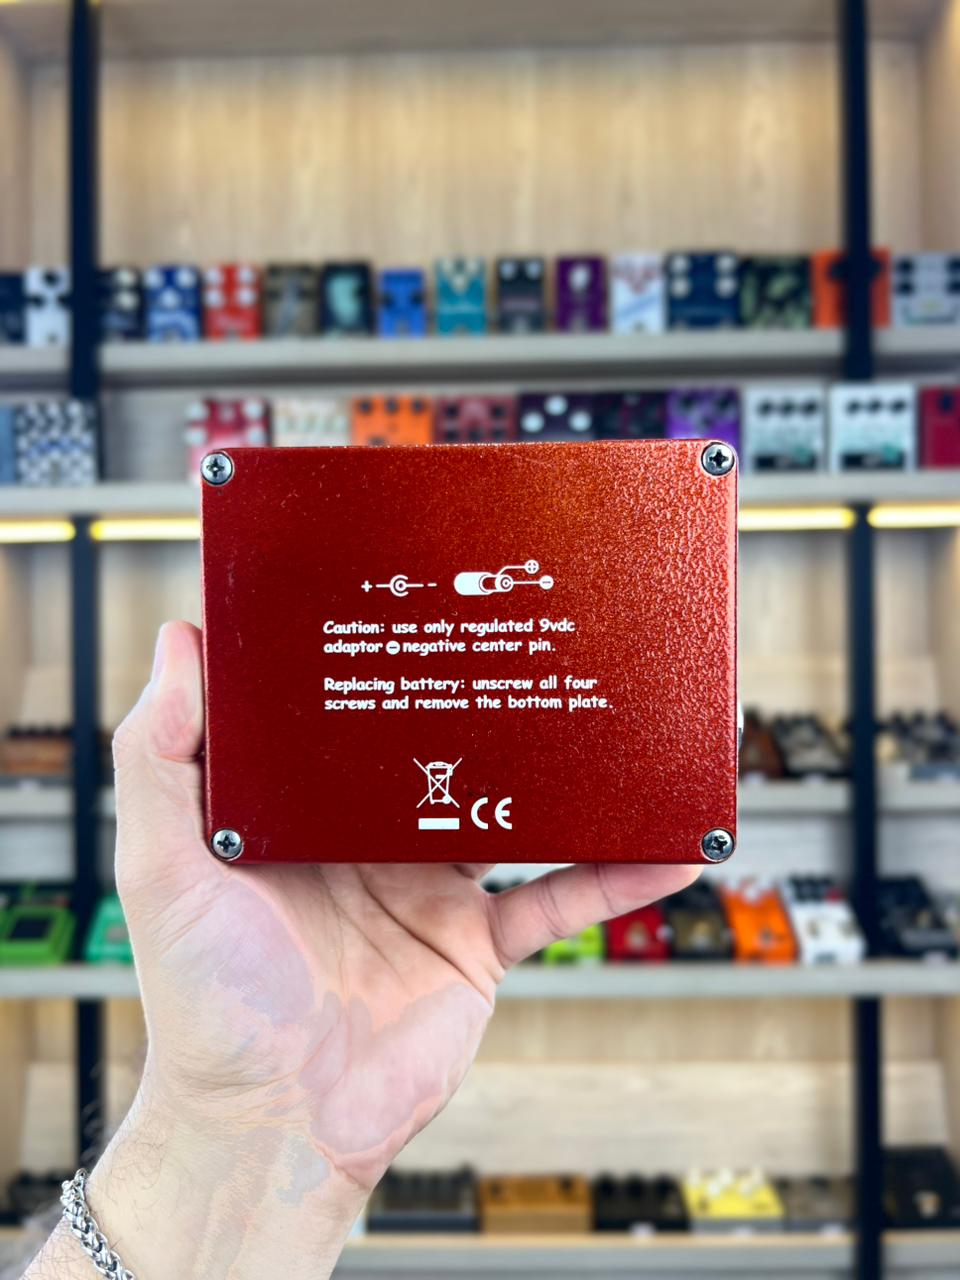 + -
+
-
Caution: use only regulated 9vdc
adaptor ⊖ negative center pin.
Replacing battery: unscrew all four
screws and remove the bottom plate.
CE